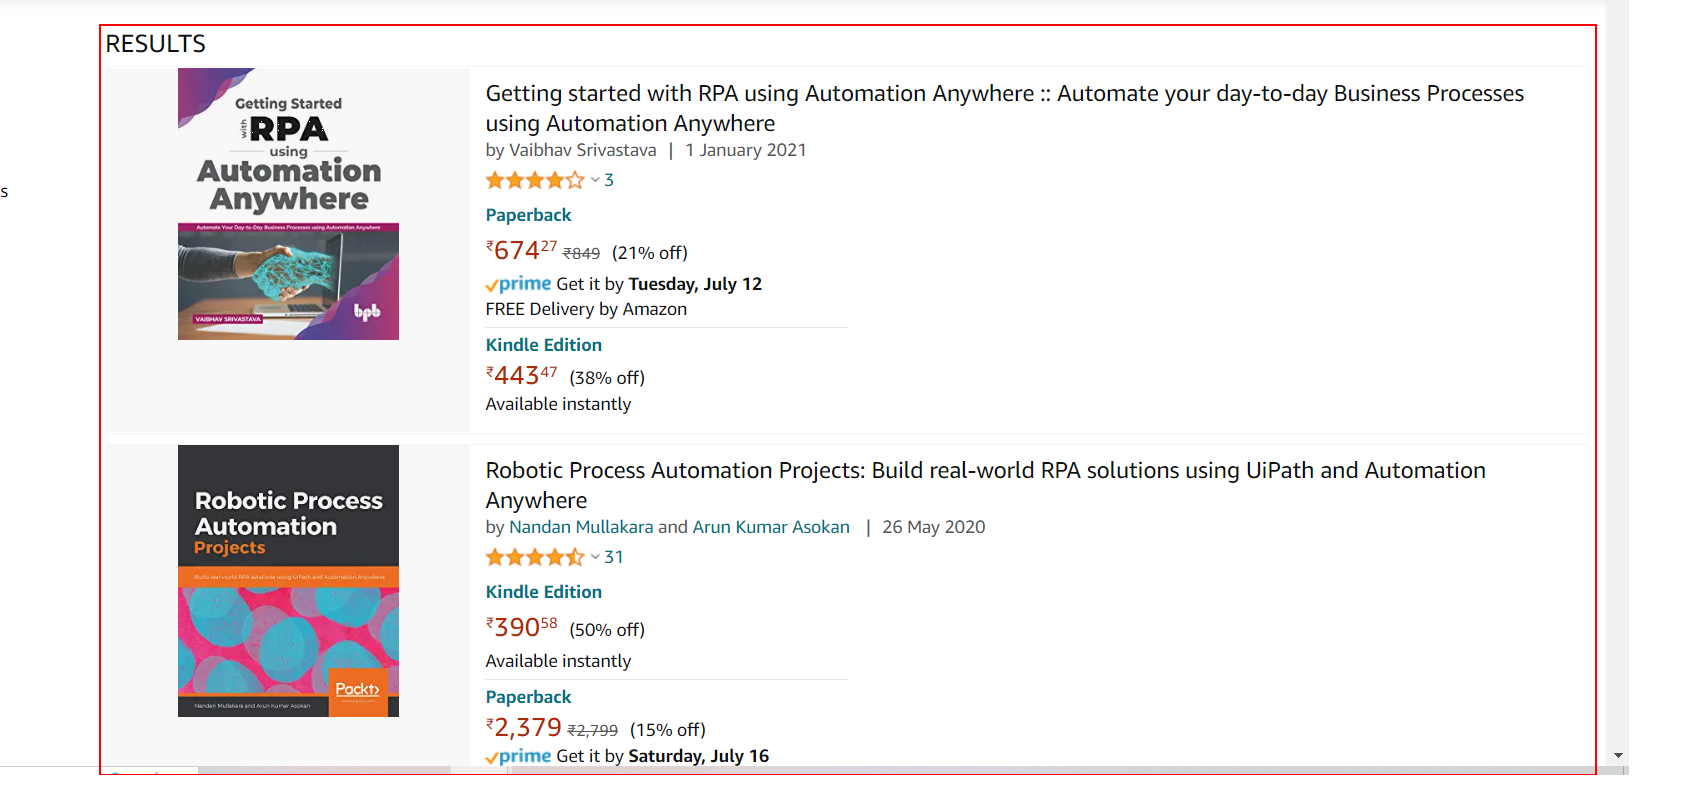 RESULTS
s
Getting Started
with RPA
using
Automation
Anywhere
Automate Your Day-to-Day Business Processes using Automation Anywhere
VAIBHAV SRIVASTAVA
bpb
Getting started with RPA using Automation Anywhere :: Automate your day-to-day Business Processes
using Automation Anywhere
by Vaibhav Srivastava | 1 January 2021
3
Paperback
₹67427 ₹849 (21% off)
prime Get it by Tuesday, July 12
FREE Delivery by Amazon
Kindle Edition
₹44347 (38% off)
Available instantly
Robotic Process
Automation
Projects
Build real-world RPA solutions using UiPath and Automation Anywhere
Packt>
Nandan Mullakara and Arun Kumar Asokan
Robotic Process Automation Projects: Build real-world RPA solutions using UiPath and Automation
Anywhere
by Nandan Mullakara and Arun Kumar Asokan | 26 May 2020
31
Kindle Edition
₹39058 (50% off)
Available instantly
Paperback
₹2,379 ₹2,799 (15% off)
prime Get it by Saturday, July 16